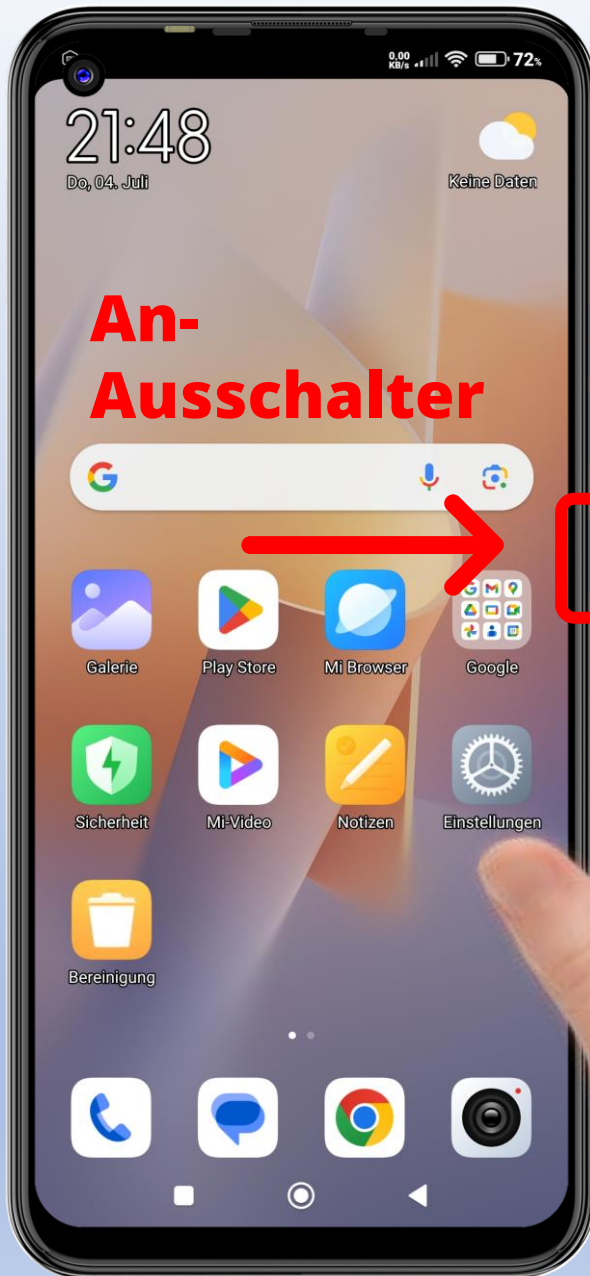 0,00
KB/s
72%
21:48
Do, 04. Juli
Keine Daten
An-
Ausschalter
Galerie
Play Store
Mi Browser
Google
Sicherheit
Mi-Video
Notizen
Einstellungen
Bereinigung